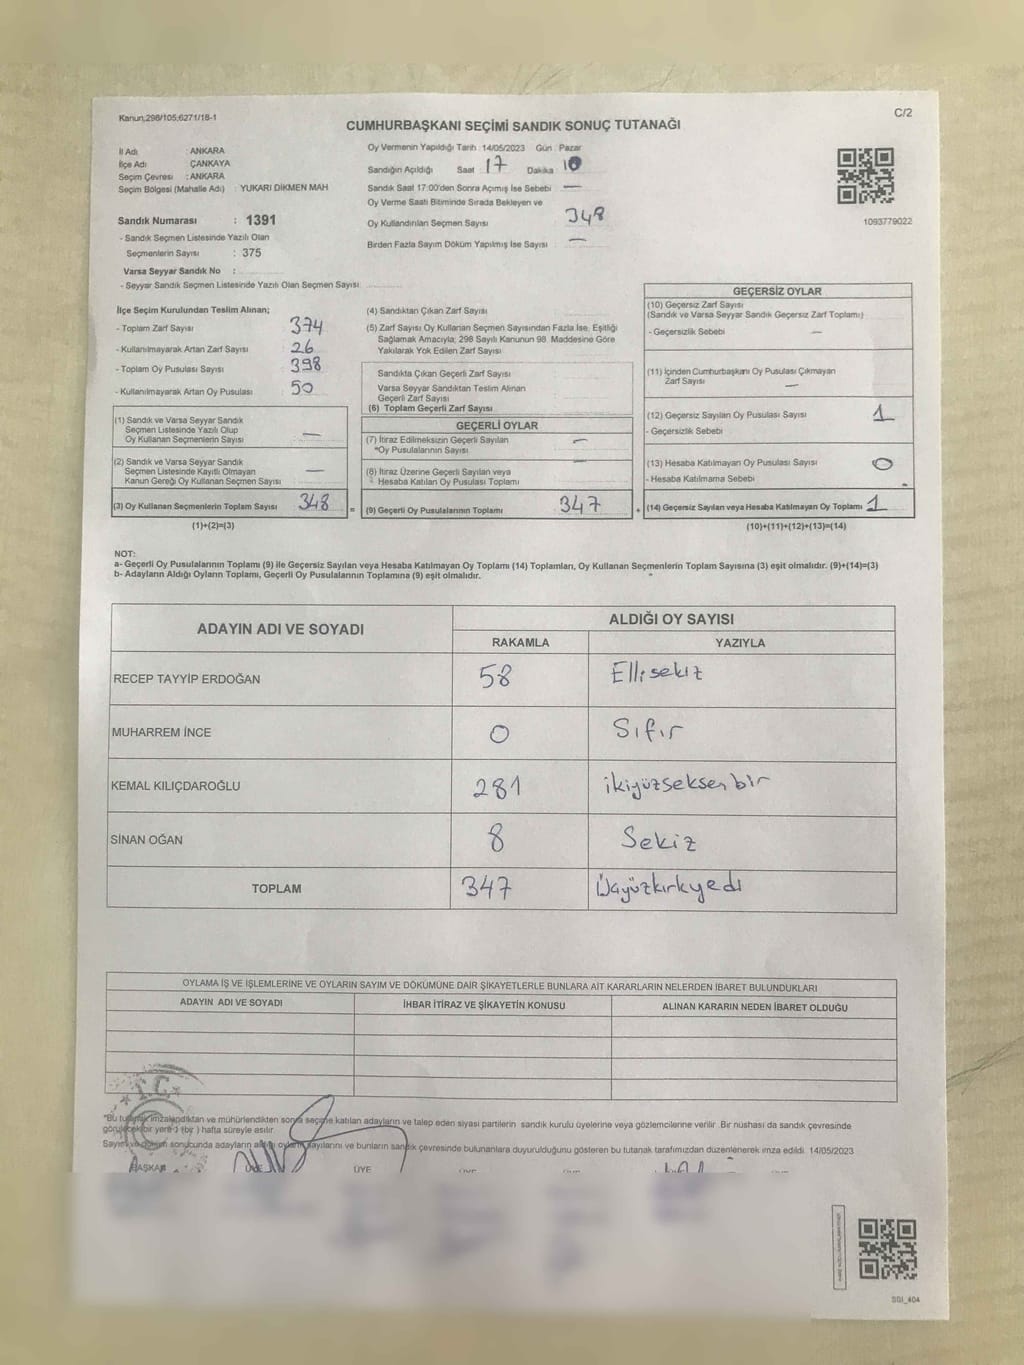 Kanun;298/105;6271/18-1
C/2
CUMHURBAŞKANI SEÇİMİ SANDIK SONUÇ TUTANAĞI
İl Adı : ANKARA
İlçe Adı : ÇANKAYA
Seçim Çevresi : ANKARA
Seçim Bölgesi (Mahalle Adı) : YUKARI DİKMEN MAH
Sandık Numarası : 1391
- Sandık Seçmen Listesinde Yazılı Olan
Seçmenlerin Sayısı : 375
Varsa Seyyar Sandık No :
- Seyyar Sandık Seçmen Listesinde Yazılı Olan Seçmen Sayısı
Oy Vermenin Yapıldığı Tarih : 14/05/2023 Gün : Pazar
Sandığın Açıldığı Saat 17 Dakika 10
Sandık Saat 17:00'den Sonra Açılmış İse Sebebi —
Oy Verme Saati Bitiminde Sırada Bekleyen ve
Oy Kullandırılan Seçmen Sayısı 348
Birden Fazla Sayım Döküm Yapılmış İse Sayısı —
1093779022
İlçe Seçim Kurulundan Teslim Alınan;
- Toplam Zarf Sayısı 374
- Kullanılmayarak Artan Zarf Sayısı 26
- Toplam Oy Pusulası Sayısı 398
- Kullanılmayarak Artan Oy Pusulası 50
(1) Sandık ve Varsa Seyyar Sandık
Seçmen Listesinde Yazılı Olup
Oy Kullanan Seçmenlerin Sayısı —
(2) Sandık ve Varsa Seyyar Sandık
Seçmen Listesinde Kayıtlı Olmayan
Kanun Gereği Oy Kullanan Seçmen Sayısı —
(3) Oy Kullanan Seçmenlerin Toplam Sayısı 348
(1)+(2)=(3)
(4) Sandıktan Çıkan Zarf Sayısı
(5) Zarf Sayısı Oy Kullanan Seçmen Sayısından Fazla İse, Eşitliği
Sağlamak Amacıyla; 298 Sayılı Kanunun 98. Maddesine Göre
Yakılarak Yok Edilen Zarf Sayısı
Sandıkta Çıkan Geçerli Zarf Sayısı
Varsa Seyyar Sandıktan Teslim Alınan
Geçerli Zarf Sayısı
(6) Toplam Geçerli Zarf Sayısı
GEÇERLİ OYLAR
(7) İtiraz Edilmeksizin Geçerli Sayılan
Oy Pusulalarının Sayısı —
(8) İtiraz Üzerine Geçerli Sayılan veya
Hesaba Katılan Oy Pusulası Toplamı —
= (9) Geçerli Oy Pusulalarının Toplamı 347
GEÇERSİZ OYLAR
(10) Geçersiz Zarf Sayısı
(Sandık ve Varsa Seyyar Sandık Geçersiz Zarf Toplamı)
- Geçersizlik Sebebi —
(11) İçinden Cumhurbaşkanı Oy Pusulası Çıkmayan
Zarf Sayısı —
(12) Geçersiz Sayılan Oy Pusulası Sayısı 1
- Geçersizlik Sebebi
(13) Hesaba Katılmayan Oy Pusulası Sayısı 0
- Hesaba Katılmama Sebebi
+ (14) Geçersiz Sayılan veya Hesaba Katılmayan Oy Toplamı 1
(10)+(11)+(12)+(13)=(14)
NOT:
a- Geçerli Oy Pusulalarının Toplamı (9) ile Geçersiz Sayılan veya Hesaba Katılmayan Oy Toplamı (14) Toplamları, Oy Kullanan Seçmenlerin Toplam Sayısına (3) eşit olmalıdır. (9)+(14)=(3)
b- Adayların Aldığı Oyların Toplamı, Geçerli Oy Pusulalarının Toplamına (9) eşit olmalıdır.
ADAYIN ADI VE SOYADI
ALDIĞI OY SAYISI
RAKAMLA YAZIYLA
RECEP TAYYİP ERDOĞAN 58 Ellisekiz
MUHARREM İNCE 0 Sıfır
KEMAL KILIÇDAROĞLU 281 ikiyüzseksenbir
SİNAN OĞAN 8 Sekiz
TOPLAM 347 Üçyüzkırkyedi
OYLAMA İŞ VE İŞLEMLERİNE VE OYLARIN SAYIM VE DÖKÜMÜNE DAİR ŞİKAYETLERLE BUNLARA AİT KARARLARIN NELERDEN İBARET BULUNDUKLARI
ADAYIN ADI VE SOYADI İHBAR İTİRAZ VE ŞİKAYETİN KONUSU ALINAN KARARIN NEDEN İBARET OLDUĞU
T.C.
*Bu tutanak imzalandıktan ve mühürlendikten sonra seçime katılan adayların ve talep eden siyasi partilerin sandık kurulu üyelerine veya gözlemcilerine verilir. Bir nüshası da sandık çevresinde
görülecek bir yere 1 (bir) hafta süreyle asılır.
Sayım ve döküm sonucunda adayların aldığı oyların sayılarını ve bunların sandık çevresinde bulunanlara duyurulduğunu gösteren bu tutanak tarafımızdan düzenlenerek imza edildi. 14/05/2023
BAŞKAN ÜYE ÜYE
SGI_404